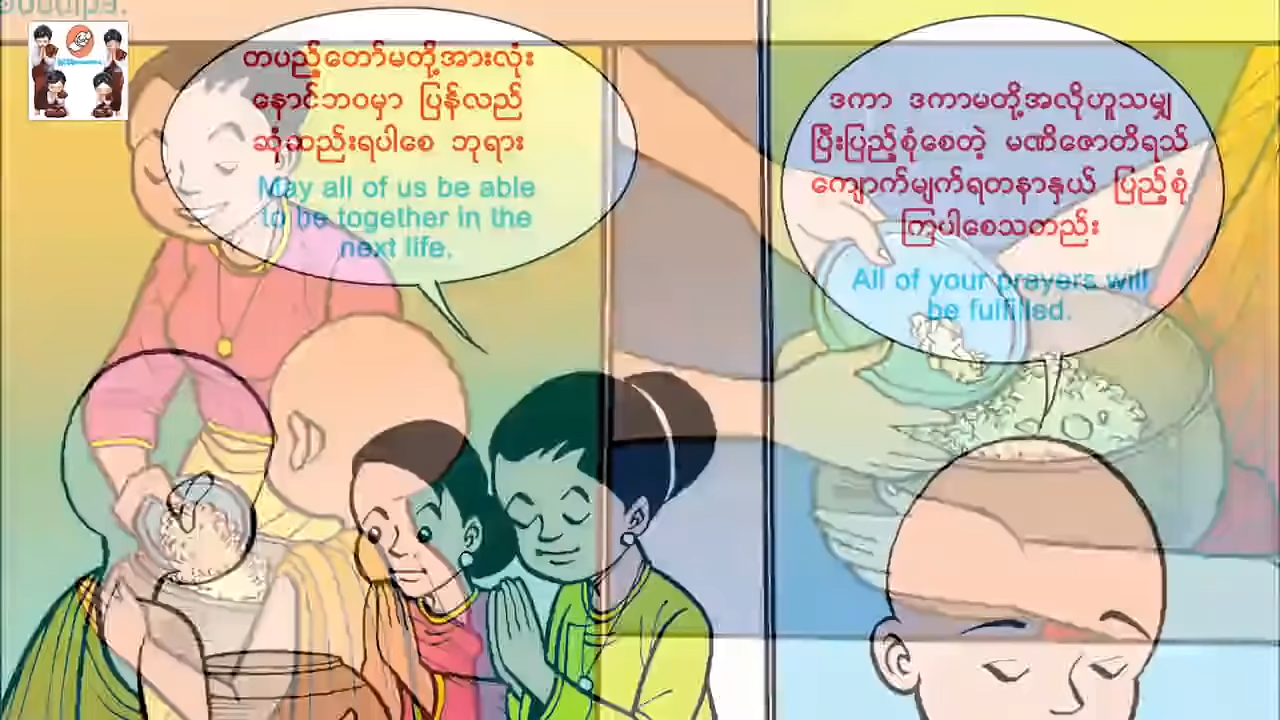 တပည့်တော်မတို့အားလုံး
နောင်ဘဝမှာ ပြန်လည်
ဆုံစည်းရပါစေ ဘုရား
May all of us be able
to be together in the
next life.
ဒကာ ဒကာမတို့အလိုဟူသမျှ
ပြီးပြည့်စုံစေတဲ့ မဏိဇောတိရသ်
ကျောက်မျက်ရတနာနှယ် ပြည့်စုံ
ကြပါစေသတည်း
All of your prayers will
be fulfilled.